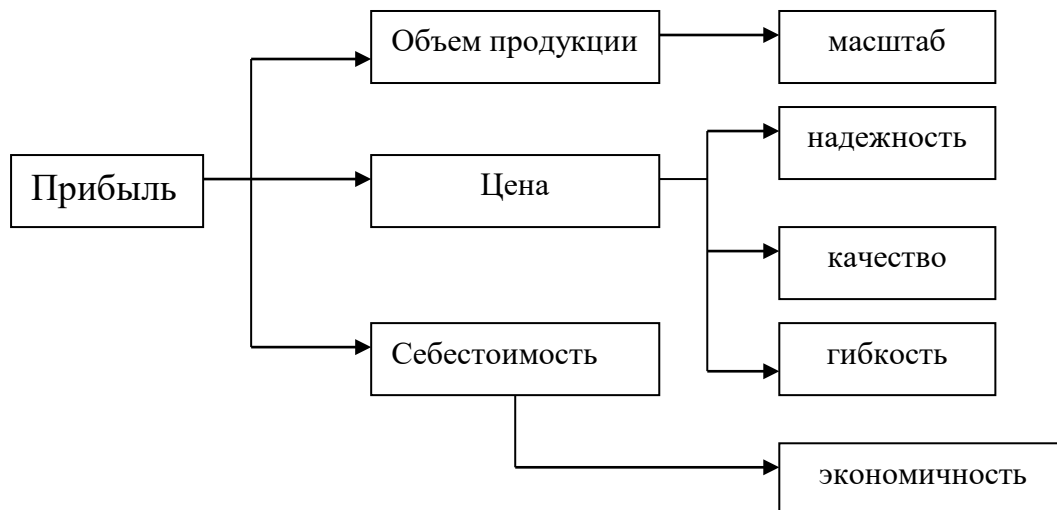 Объем продукции
масштаб
надежность
Прибыль
Цена
качество
Себестоимость
гибкость
экономичность